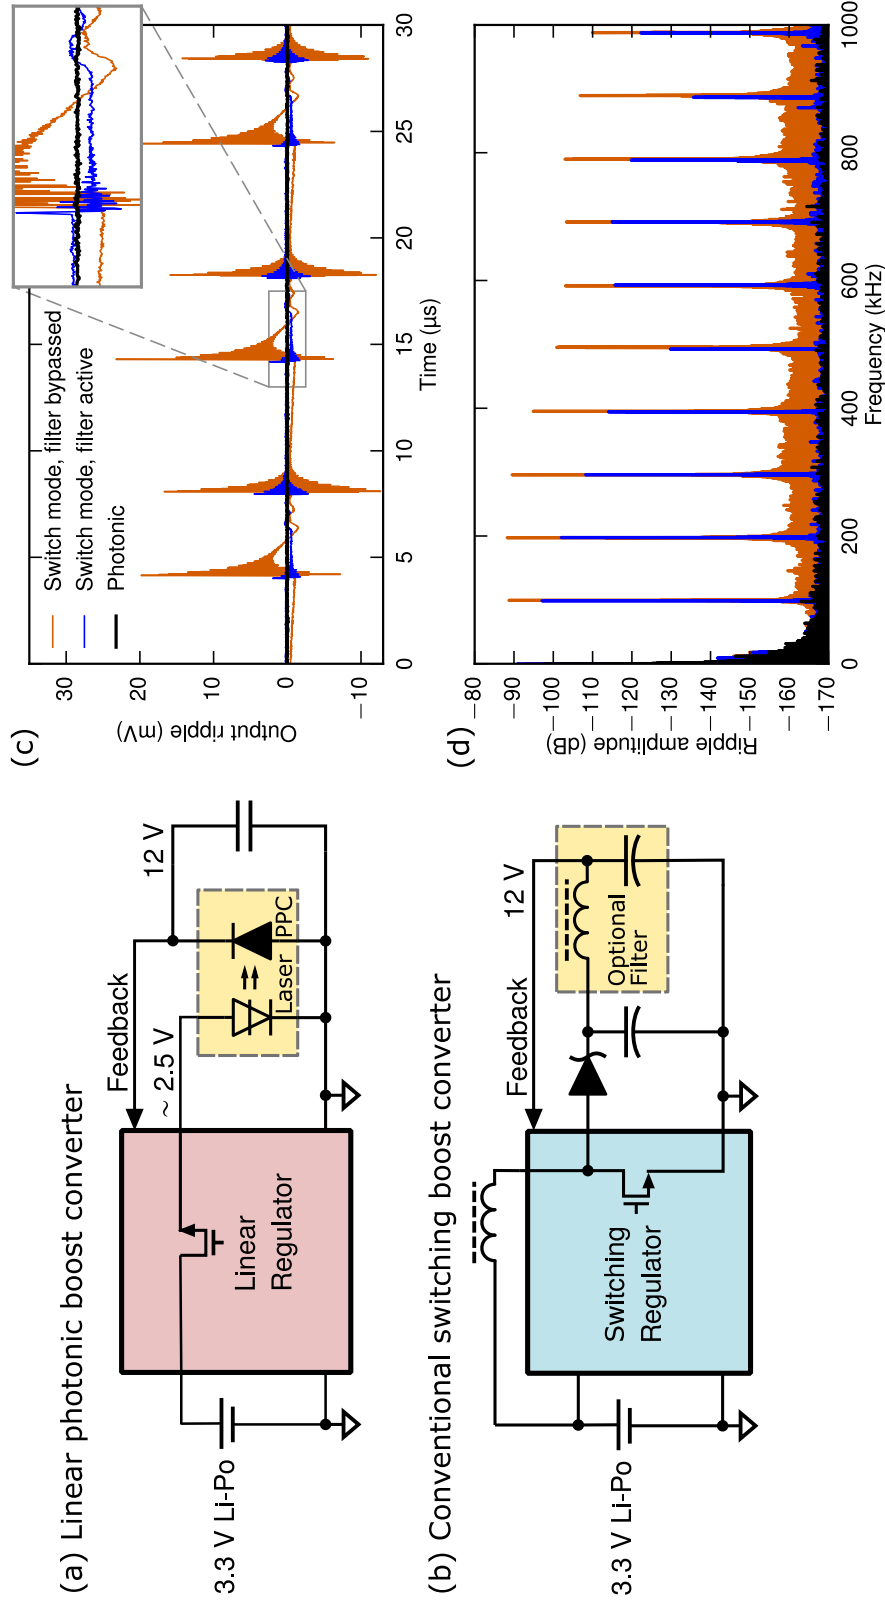 (a) Linear photonic boost converter
Feedback
12 V
~ 2.5 V
Linear
Regulator
Laser
PPC
3.3 V Li-Po
(b) Conventional switching boost converter
Feedback
12 V
Switching
Regulator
Optional
Filter
3.3 V Li-Po
(c)
Switch mode, filter bypassed
Switch mode, filter active
Photonic
Output ripple (mV)
30
20
10
0
−10
0
5
10
15
20
25
30
Time (µs)
(d)
Ripple amplitude (dB)
−80
−90
−100
−110
−120
−130
−140
−150
−160
−170
0
200
400
600
800
1000
Frequency (kHz)